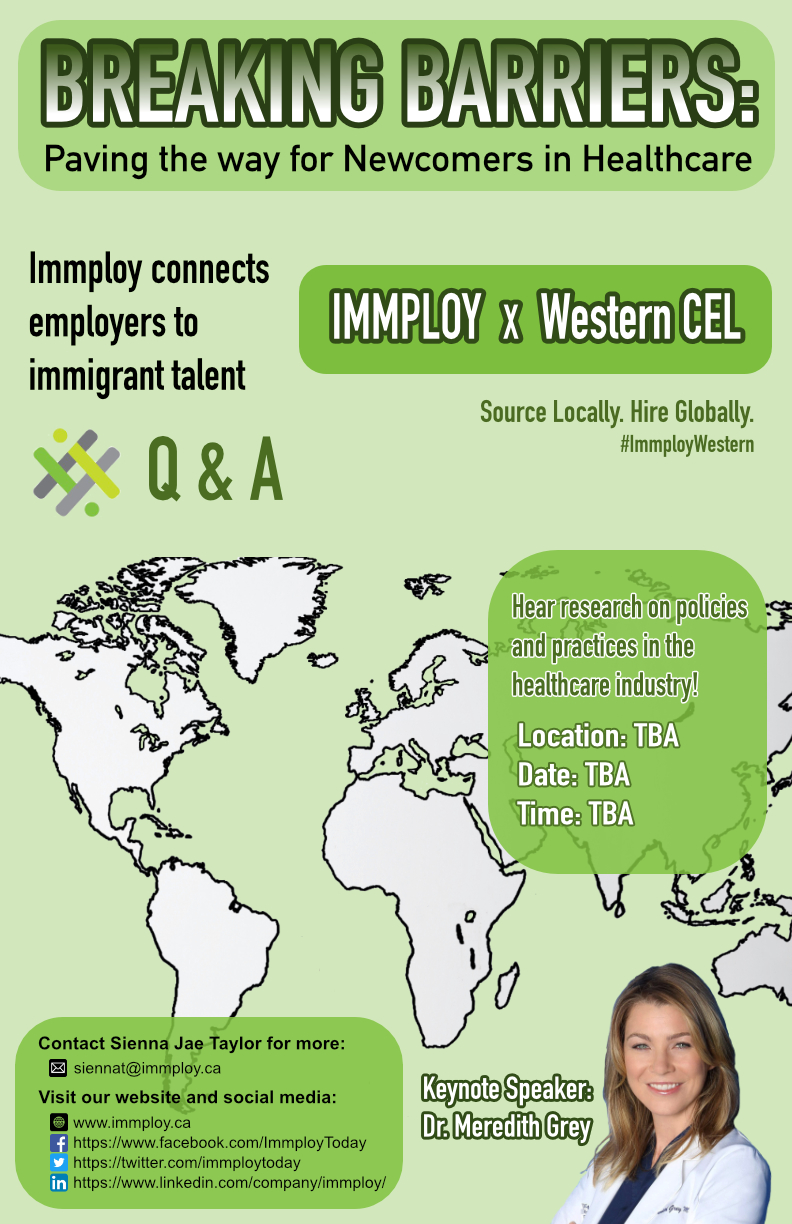 BREAKING BARRIERS:
Paving the way for Newcomers in Healthcare
Immploy connects
employers to
immigrant talent
IMMPLOY x Western CEL
Source Locally. Hire Globally.
#ImmployWestern
Q & A
Hear research on policies
and practices in the
healthcare industry!
Location: TBA
Date: TBA
Time: TBA
Contact Sienna Jae Taylor for more:
siennat@immploy.ca
Visit our website and social media:
www.immploy.ca
https://www.facebook.com/ImmployToday
https://twitter.com/immploytoday
https://www.linkedin.com/company/immploy/
Keynote Speaker:
Dr. Meredith Grey